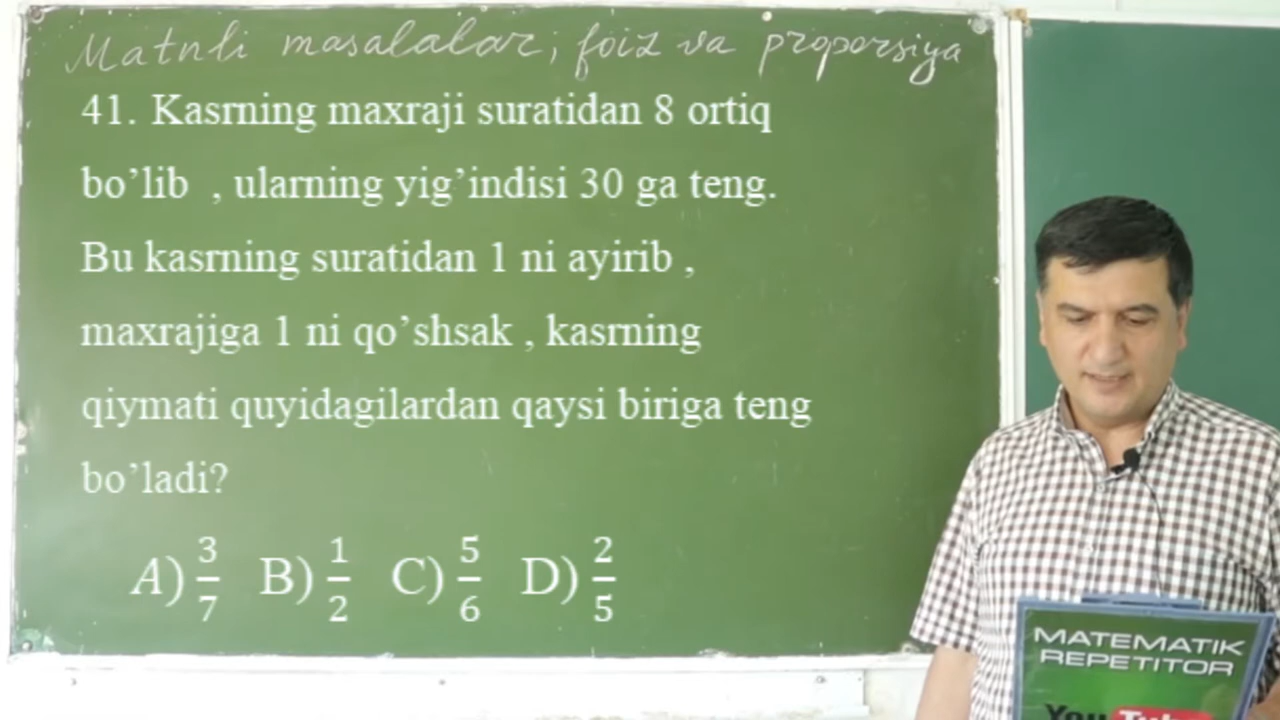 Matnli masalalar, foiz va proporsiya
41. Kasrning maxraji suratidan 8 ortiq
bo’lib , ularning yig’indisi 30 ga teng.
Bu kasrning suratidan 1 ni ayirib ,
maxrajiga 1 ni qo’shsak , kasrning
qiymati quyidagilardan qaysi biriga teng
bo’ladi?
A) 3/7 B) 1/2 C) 5/6 D) 2/5
MATEMATIK
REPETITOR
YouTube